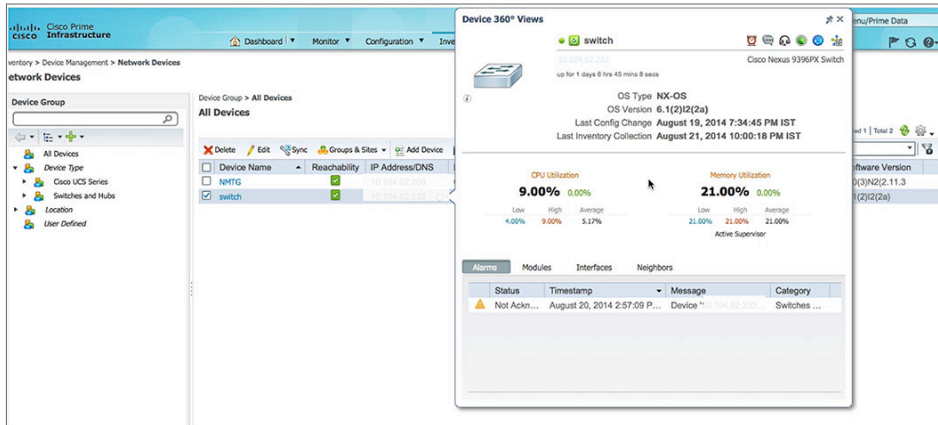 Cisco Prime
CISCO Infrastructure
Dashboard
Monitor
Configuration
Inve
enu/Prime Data
ventory > Device Management > Network Devices
etwork Devices
Device Group
All Devices
Device Type
Cisco UCS Series
Switches and Hubs
Location
User Defined
Device Group > All Devices
All Devices
Delete Edit Sync Groups & Sites Add Device
Device Name Reachability IP Address/DNS
NMTG
switch
Device 360° Views
switch
Cisco Nexus 9396PX Switch
up for 1 days 6 hrs 45 mins 8 secs
OS Type NX-OS
OS Version 6.1(2)I2(2a)
Last Config Change August 19, 2014 7:34:45 PM IST
Last Inventory Collection August 21, 2014 10:00:18 PM IST
CPU Utilization
9.00% 0.00%
Low High Average
4.00% 9.00% 5.17%
Memory Utilization
21.00% 0.00%
Low High Average
21.00% 21.00% 21.00%
Active Supervisor
Alarms Modules Interfaces Neighbors
Status Timestamp Message Category
Not Ackn... August 20, 2014 2:57:09 P... Device Switches ...
ed 1 | Total 2
ftware Version
0(3)N2(2.11.3
1(2)I2(2a)